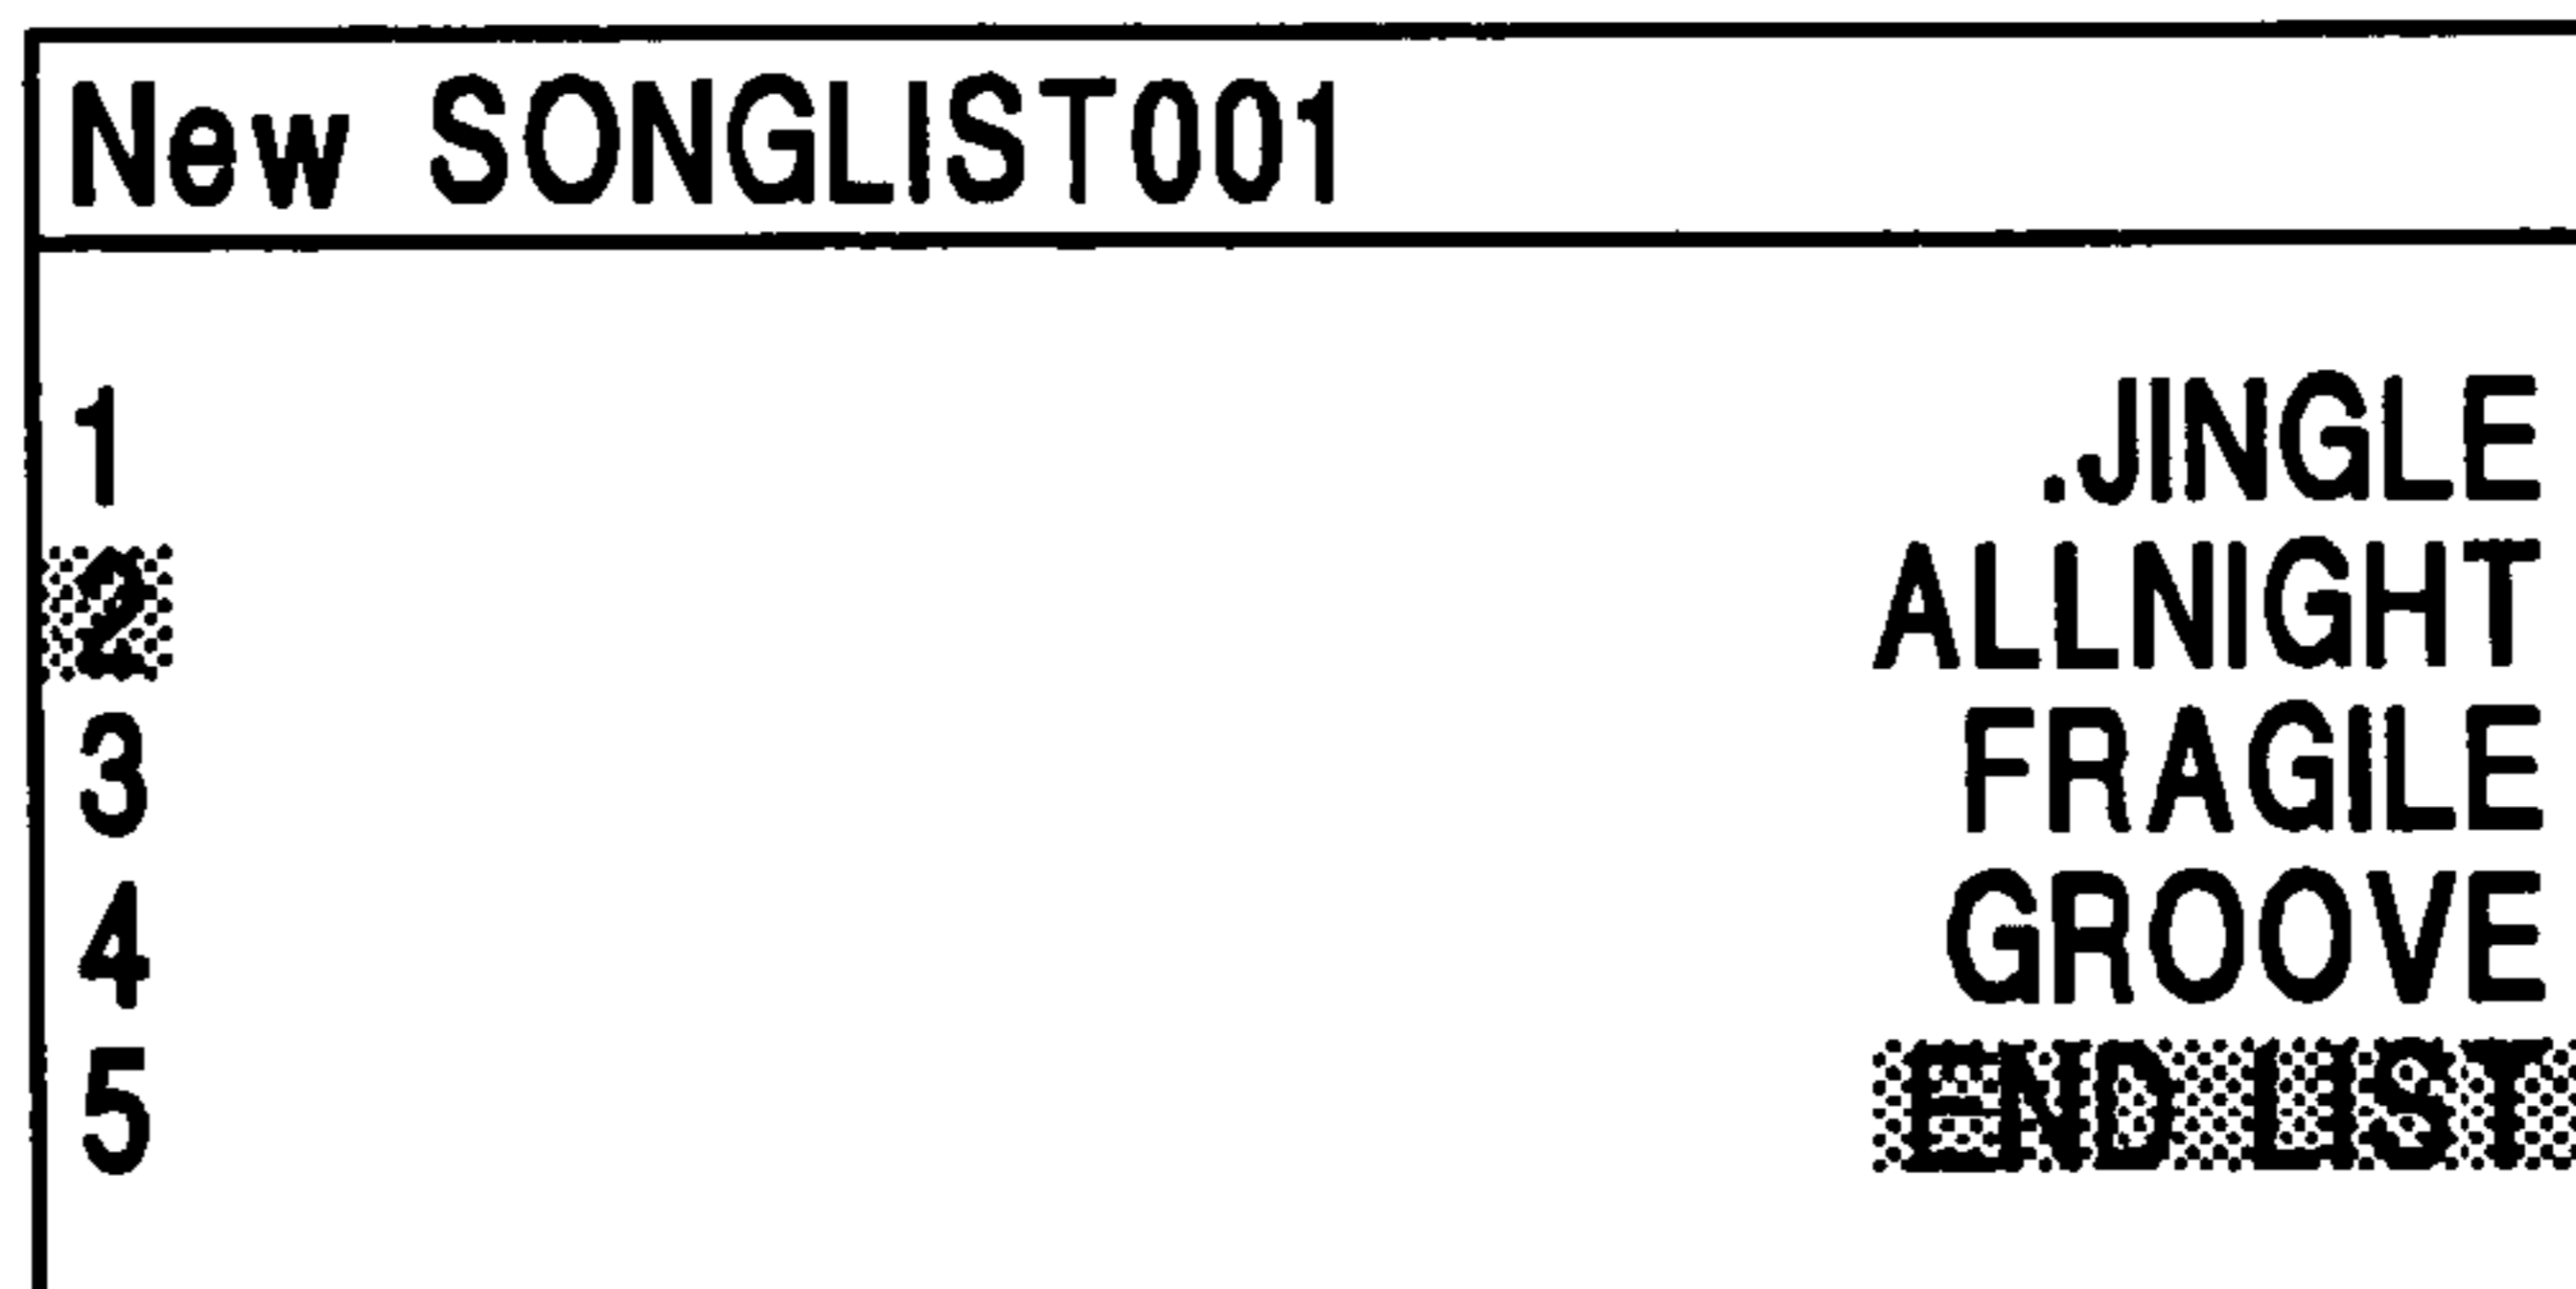 New SONGLIST001
1 .JINGLE
2 ALLNIGHT
3 FRAGILE
4 GROOVE
5 END LIST